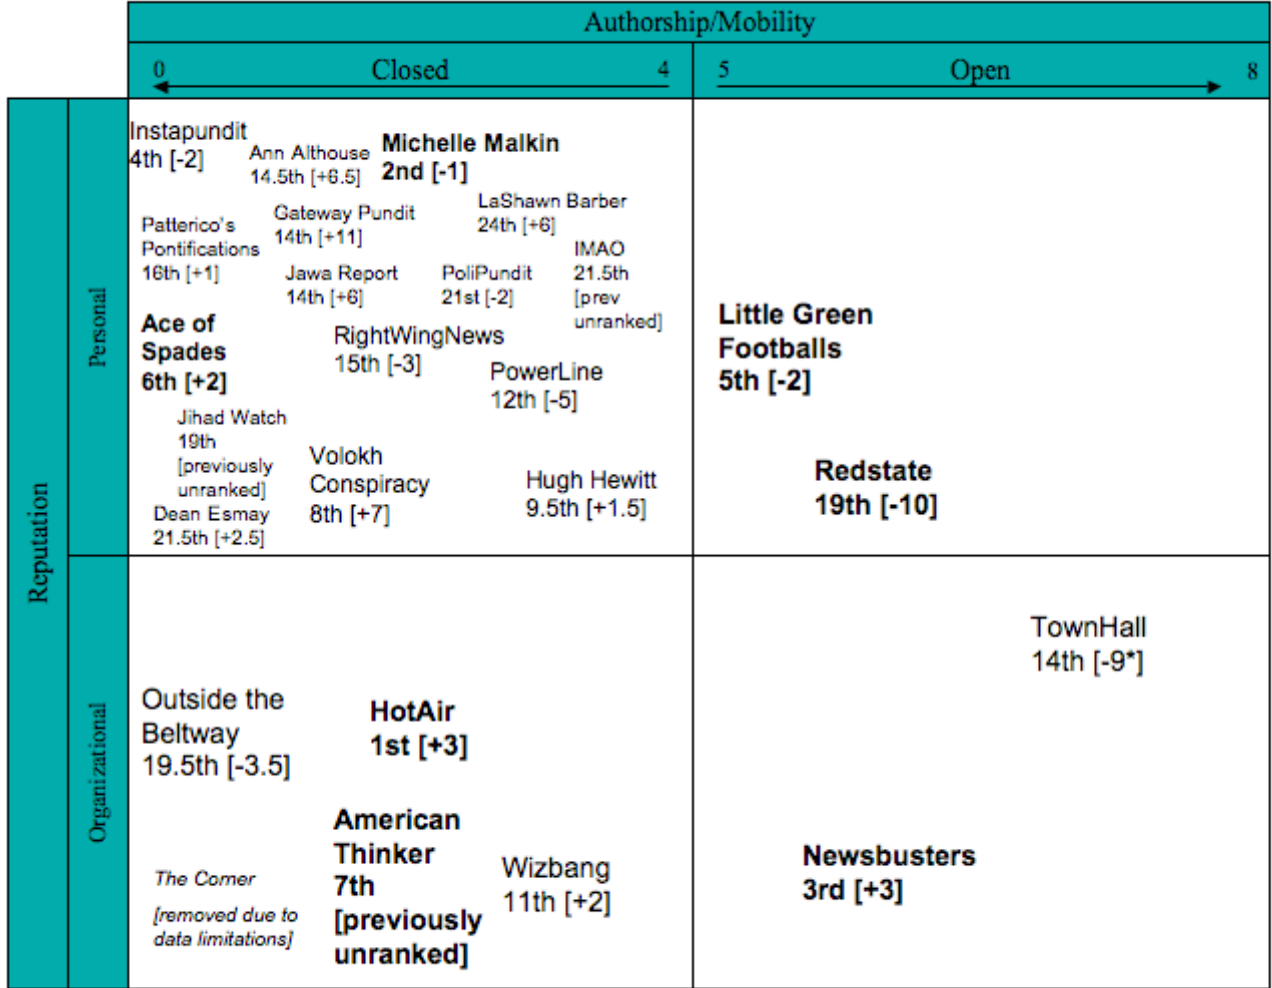 Authorship/Mobility
0 Closed 4
5 Open 8
Reputation
Personal
Instapundit
4th [-2]
Ann Althouse
14.5th [+6.5]
Michelle Malkin
2nd [-1]
Patterico's
Pontifications
16th [+1]
Gateway Pundit
14th [+11]
LaShawn Barber
24th [+6]
Jawa Report
14th [+6]
PoliPundit
21st [-2]
IMAO
21.5th
[prev
unranked]
Ace of
Spades
6th [+2]
RightWingNews
15th [-3]
PowerLine
12th [-5]
Jihad Watch
19th
[previously
unranked]
Dean Esmay
21.5th [+2.5]
Volokh
Conspiracy
8th [+7]
Hugh Hewitt
9.5th [+1.5]
Little Green
Footballs
5th [-2]
Redstate
19th [-10]
Organizational
Outside the
Beltway
19.5th [-3.5]
HotAir
1st [+3]
The Corner
[removed due to
data limitations]
American
Thinker
7th
[previously
unranked]
Wizbang
11th [+2]
TownHall
14th [-9*]
Newsbusters
3rd [+3]